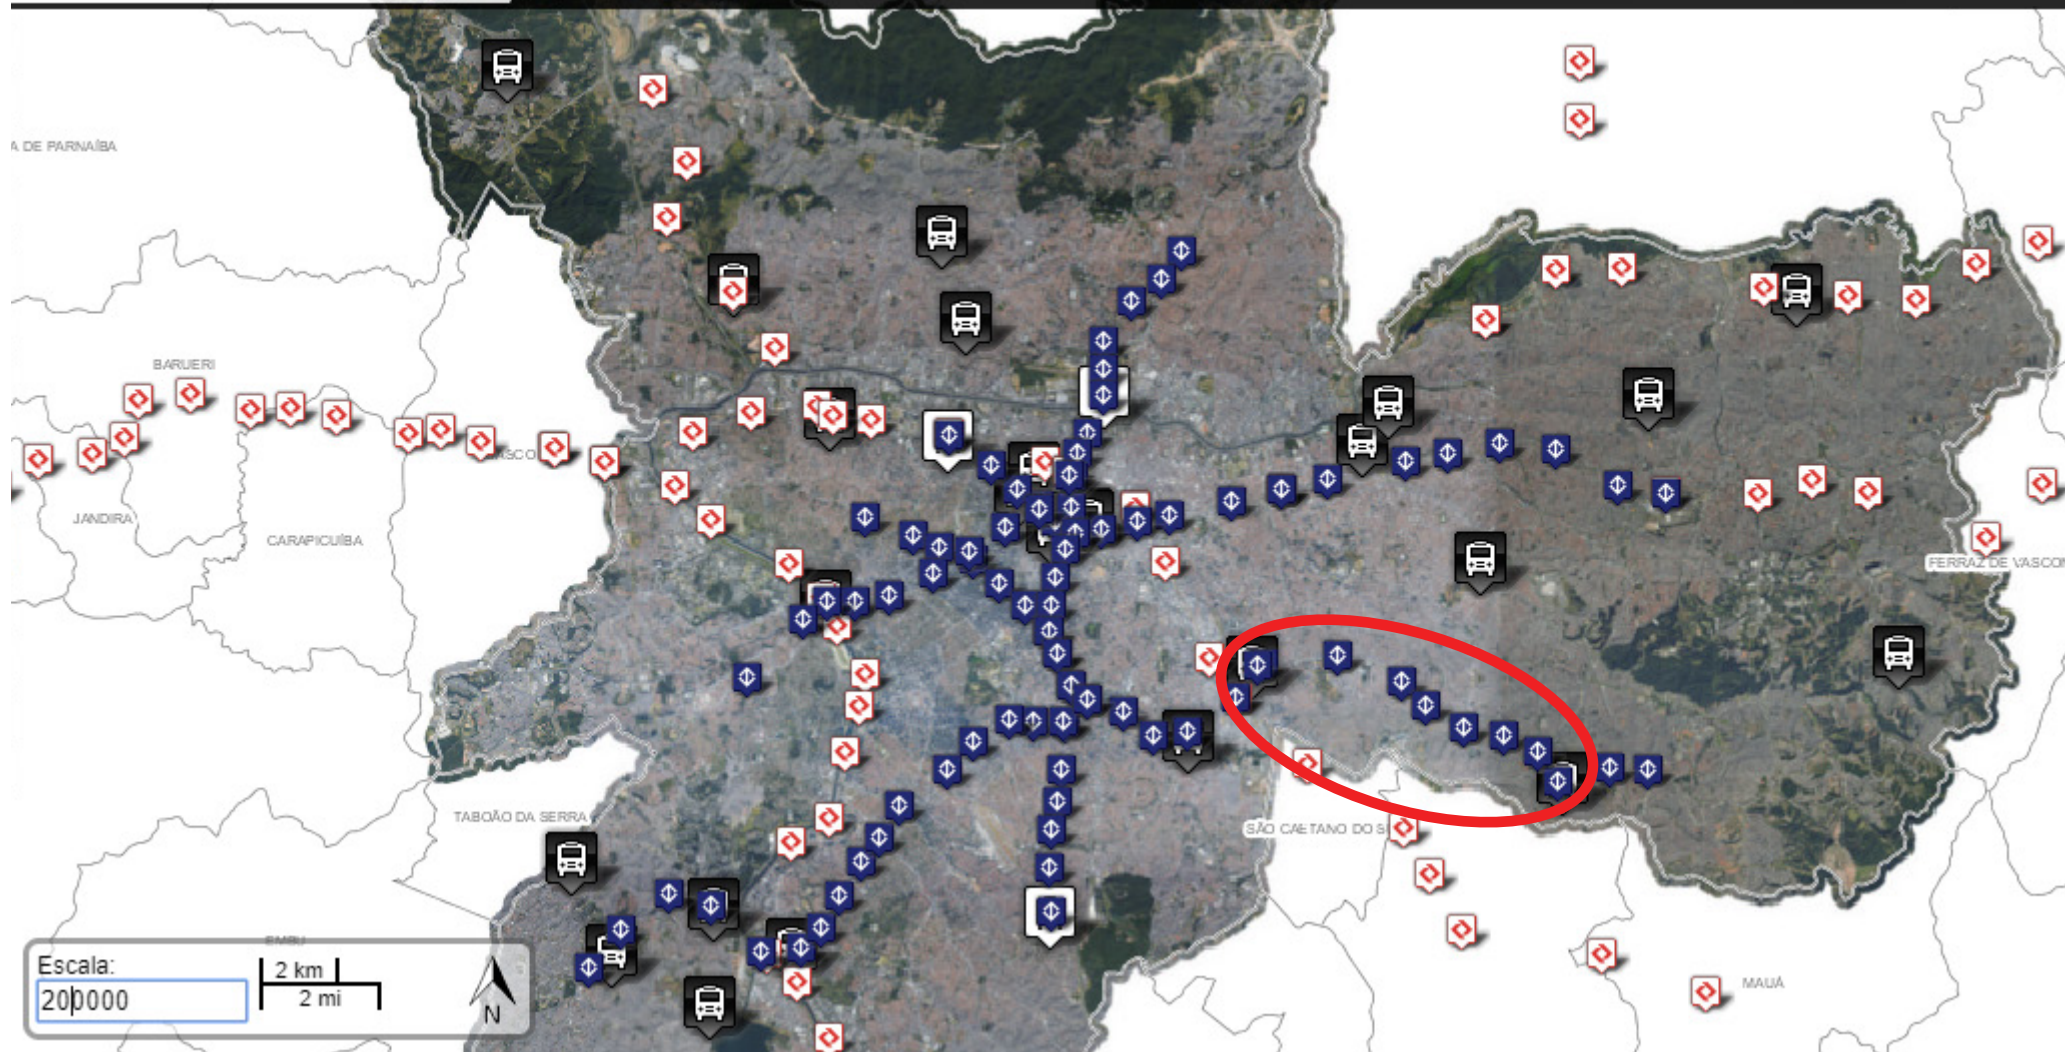 A DE PARNAÍBA
BARUERI
ASCO
JANDIRA
CARAPICUÍBA
FERRAZ DE VASCON
TABOÃO DA SERRA
SÃO CAETANO DO S
EMBU
MAUÁ
Escala:
200000
2 km
2 mi
N